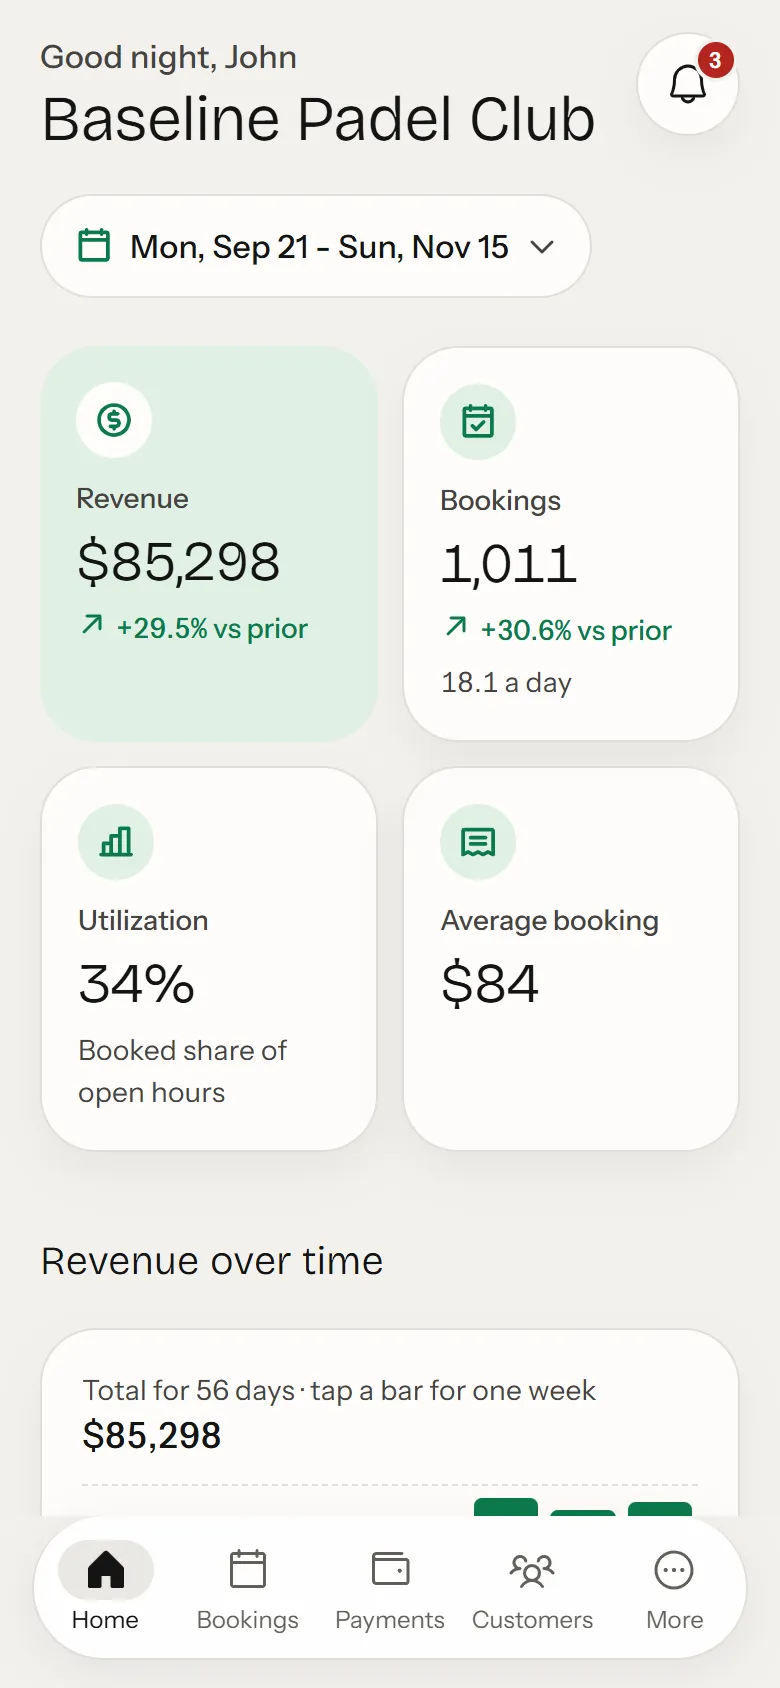 Good night, John
Baseline Padel Club
3
Mon, Sep 21 - Sun, Nov 15
Revenue
$85,298
+29.5% vs prior
Bookings
1,011
+30.6% vs prior
18.1 a day
Utilization
34%
Booked share of
open hours
Average booking
$84
Revenue over time
Total for 56 days · tap a bar for one week
$85,298
Home
Bookings
Payments
Customers
More